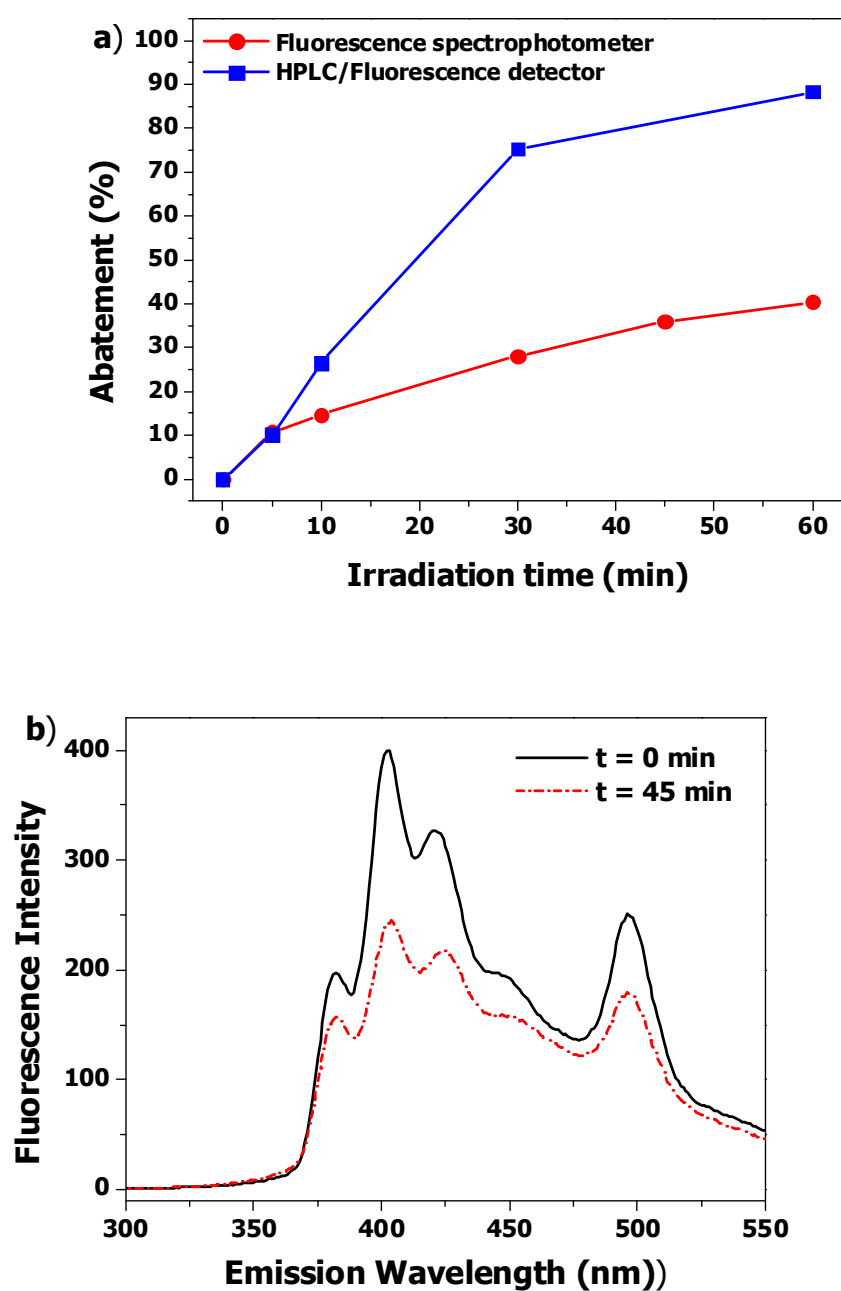 a)
Fluorescence spectrophotometer
HPLC/Fluorescence detector
Abatement (%)
100
90
80
70
60
50
40
30
20
10
0
0 10 20 30 40 50 60
Irradiation time (min)
b)
t = 0 min
t = 45 min
Fluorescence Intensity
400
300
200
100
0
300 350 400 450 500 550
Emission Wavelength (nm))